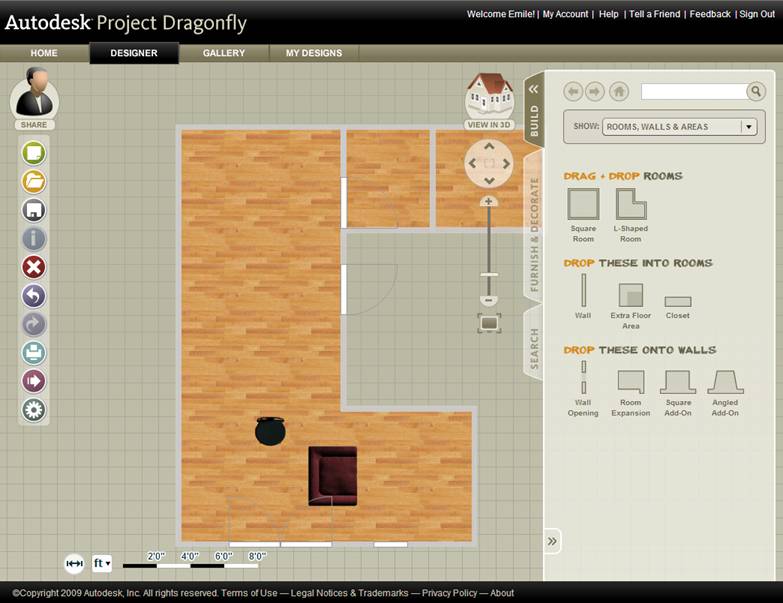 Autodesk® Project Dragonfly
Welcome Emile! | My Account | Help | Tell a Friend | Feedback | Sign Out
HOME DESIGNER GALLERY MY DESIGNS
SHARE
VIEW IN 3D
BUILD
FURNISH & DECORATE
SEARCH
SHOW: ROOMS, WALLS & AREAS
DRAG + DROP ROOMS
Square Room
L-Shaped Room
DROP THESE INTO ROOMS
Wall
Extra Floor Area
Closet
DROP THESE ONTO WALLS
Wall Opening
Room Expansion
Square Add-On
Angled Add-On
ft
2'0" 4'0" 6'0" 8'0"
©Copyright 2009 Autodesk, Inc. All rights reserved. Terms of Use — Legal Notices & Trademarks — Privacy Policy — About